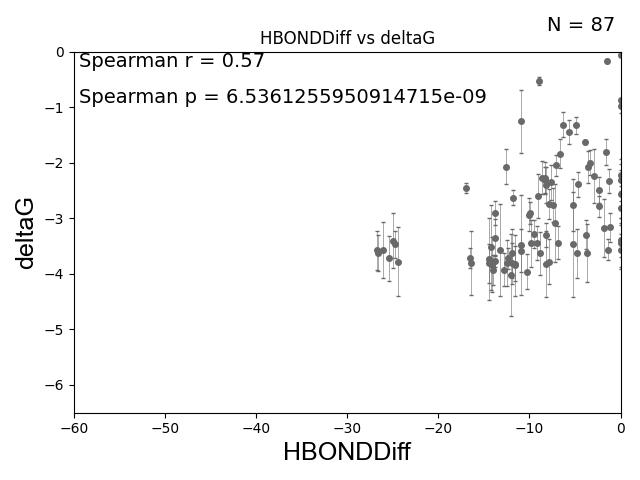 N = 87
HBONDDiff vs deltaG
Spearman r = 0.57
Spearman p = 6.5361255950914715e-09
0
−1
−2
−3
−4
−5
−6
deltaG
−60 −50 −40 −30 −20 −10 0
HBONDDiff